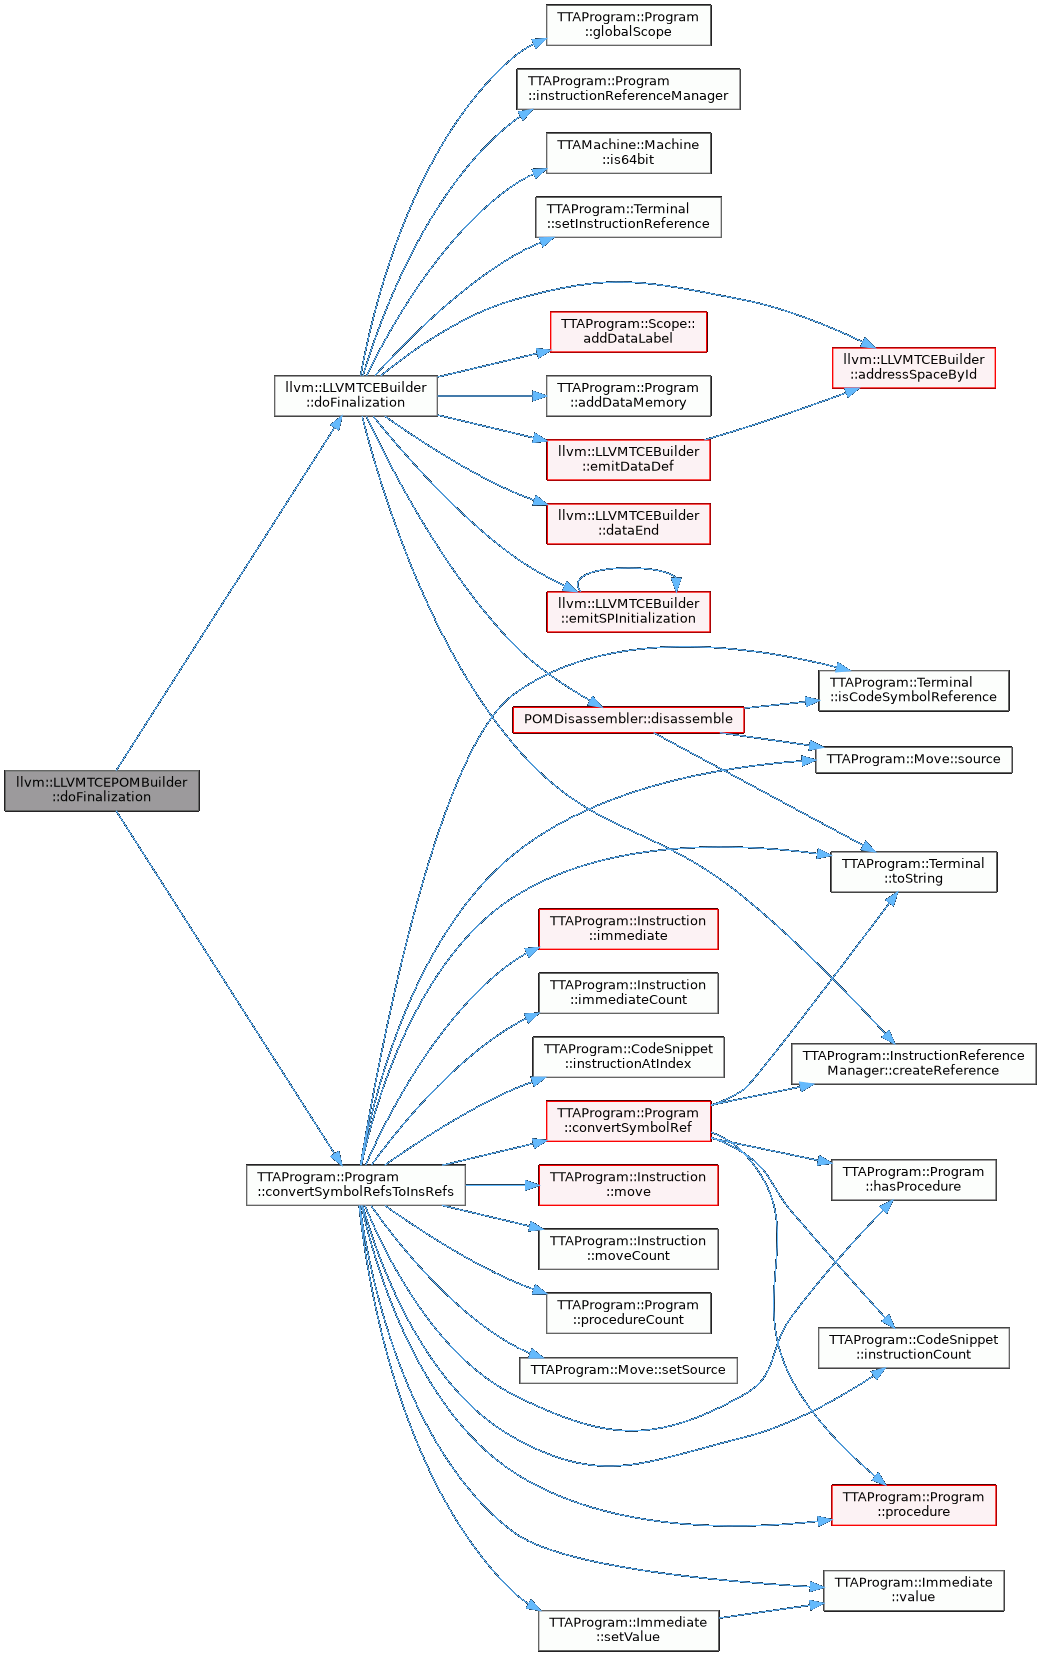 TTAProgram::Program
::globalScope
TTAProgram::Program
::instructionReferenceManager
TTAMachine::Machine
::is64bit
TTAProgram::Terminal
::setInstructionReference
TTAProgram::Scope::
addDataLabel
llvm::LLVMTCEBuilder
::addressSpaceById
llvm::LLVMTCEBuilder
::doFinalization
TTAProgram::Program
::addDataMemory
llvm::LLVMTCEBuilder
::emitDataDef
llvm::LLVMTCEBuilder
::dataEnd
llvm::LLVMTCEBuilder
::emitSPInitialization
TTAProgram::Terminal
::isCodeSymbolReference
POMDisassembler::disassemble
TTAProgram::Move::source
llvm::LLVMTCEPOMBuilder
::doFinalization
TTAProgram::Terminal
::toString
TTAProgram::Instruction
::immediate
TTAProgram::Instruction
::immediateCount
TTAProgram::CodeSnippet
::instructionAtIndex
TTAProgram::InstructionReference
Manager::createReference
TTAProgram::Program
::convertSymbolRef
TTAProgram::Program
::convertSymbolRefsToInsRefs
TTAProgram::Instruction
::move
TTAProgram::Program
::hasProcedure
TTAProgram::Instruction
::moveCount
TTAProgram::Program
::procedureCount
TTAProgram::CodeSnippet
::instructionCount
TTAProgram::Move::setSource
TTAProgram::Program
::procedure
TTAProgram::Immediate
::value
TTAProgram::Immediate
::setValue